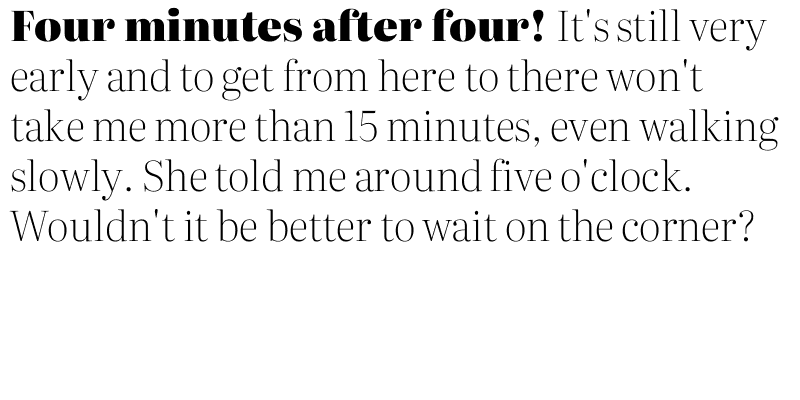 Four minutes after four! It's still very
early and to get from here to there won't
take me more than 15 minutes, even walking
slowly. She told me around five o'clock.
Wouldn't it be better to wait on the corner?